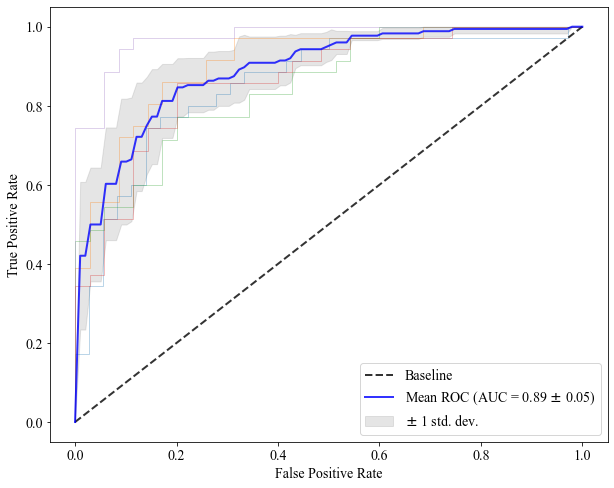 1.0
0.8
0.6
0.4
0.2
0.0
True Positive Rate
Baseline
Mean ROC (AUC = 0.89 ± 0.05)
± 1 std. dev.
0.0 0.2 0.4 0.6 0.8 1.0
False Positive Rate